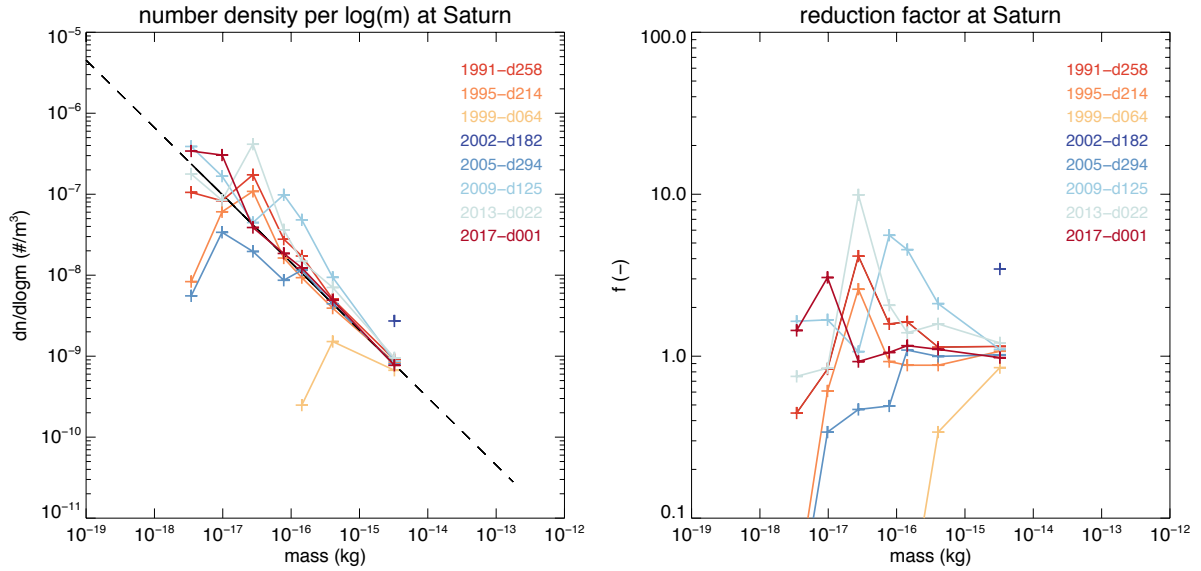 number density per log(m) at Saturn
10⁻⁵
10⁻⁶
10⁻⁷
10⁻⁸
10⁻⁹
10⁻¹⁰
10⁻¹¹
dn/dlogm (#/m³)
1991−d258
1995−d214
1999−d064
2002−d182
2005−d294
2009−d125
2013−d022
2017−d001
10⁻¹⁹ 10⁻¹⁸ 10⁻¹⁷ 10⁻¹⁶ 10⁻¹⁵ 10⁻¹⁴ 10⁻¹³ 10⁻¹²
mass (kg)
reduction factor at Saturn
100.0
10.0
1.0
0.1
f (−)
1991−d258
1995−d214
1999−d064
2002−d182
2005−d294
2009−d125
2013−d022
2017−d001
10⁻¹⁹ 10⁻¹⁸ 10⁻¹⁷ 10⁻¹⁶ 10⁻¹⁵ 10⁻¹⁴ 10⁻¹³ 10⁻¹²
mass (kg)